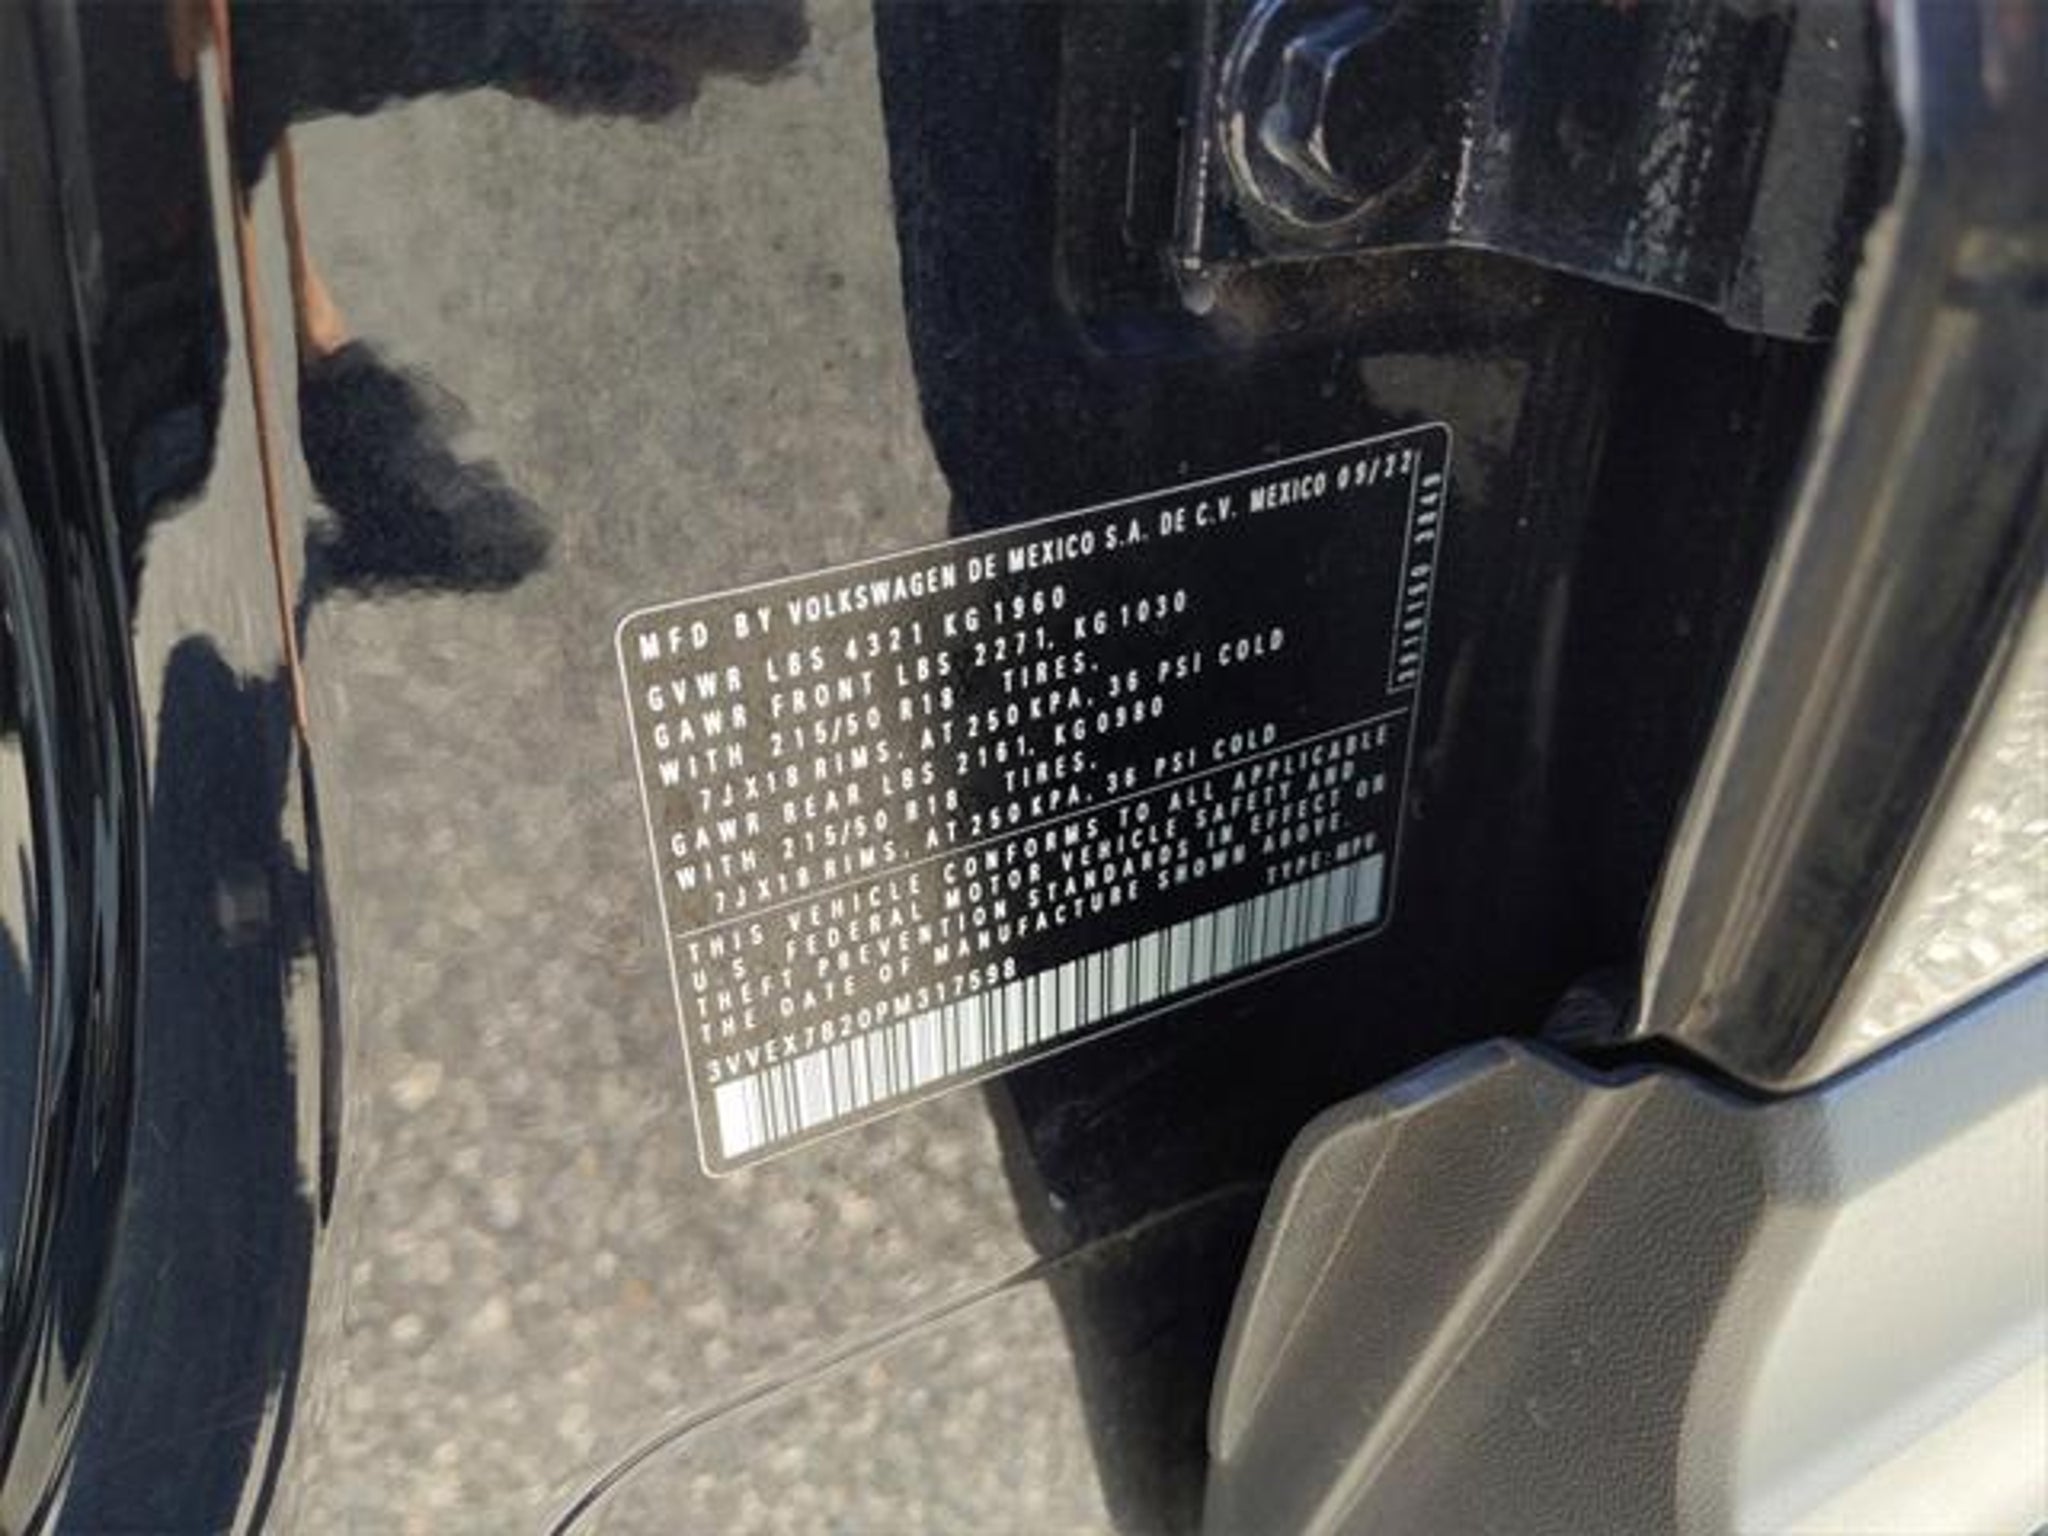 MFD BY VOLKSWAGEN DE MEXICO S.A. DE C.V. MEXICO 09/22
GVWR LBS 4321 KG 1960
GAWR FRONT LBS 2271, KG 1030
WITH 215/50 R18 TIRES,
7JX18 RIMS, AT 250 KPA, 36 PSI COLD
GAWR REAR LBS 2161, KG 0980
WITH 215/50 R18 TIRES,
7JX18 RIMS, AT 250 KPA, 36 PSI COLD
THIS VEHICLE CONFORMS TO ALL APPLICABLE
U.S. FEDERAL MOTOR VEHICLE SAFETY AND
THEFT PREVENTION STANDARDS IN EFFECT ON
THE DATE OF MANUFACTURE SHOWN ABOVE.
TYPE: MPV
3VVEX7B20PM317598